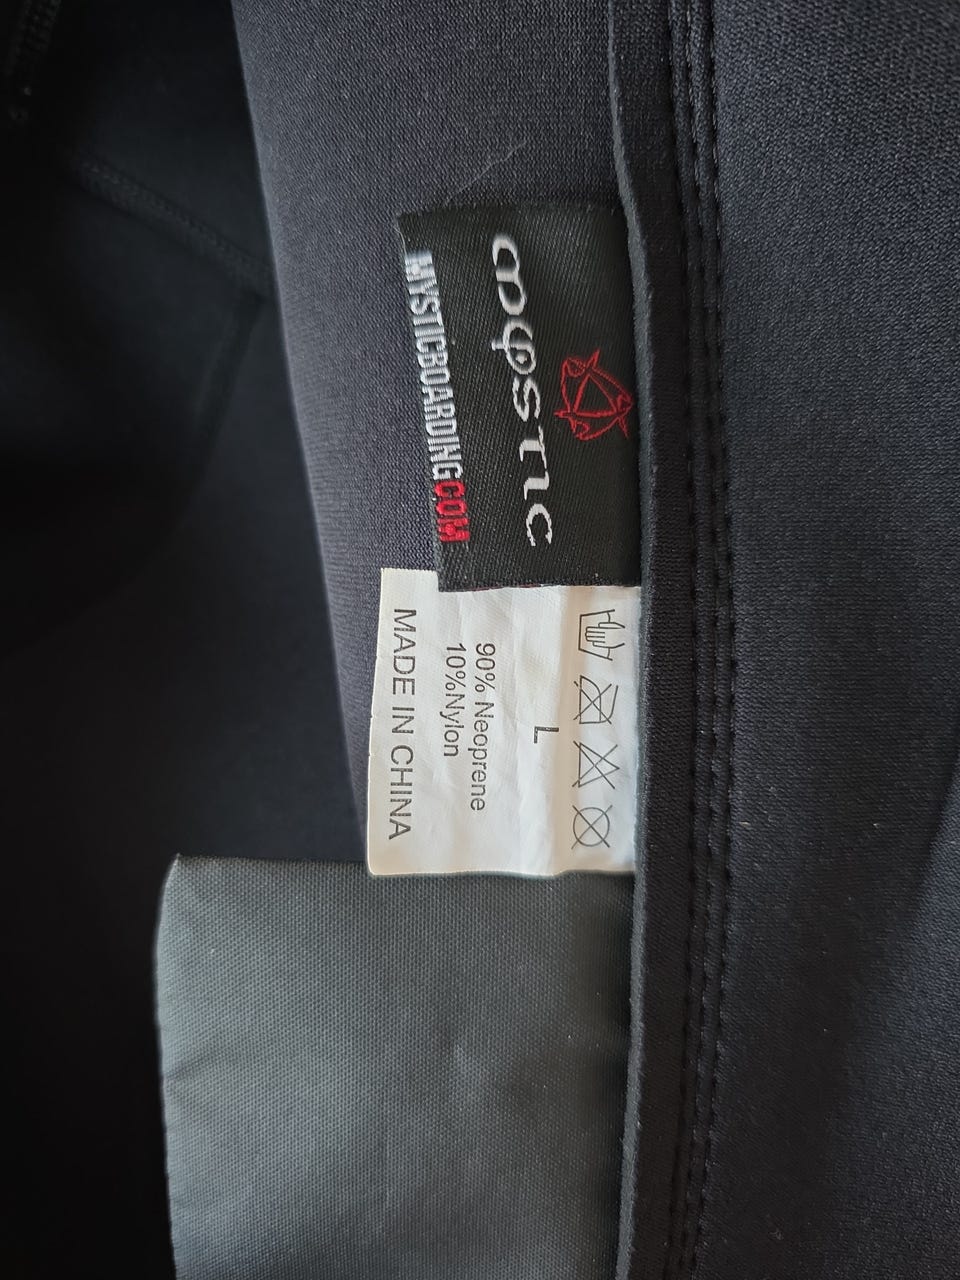 mystic
MYSTICBOARDING.COM
L
90% Neoprene
10%Nylon
MADE IN CHINA